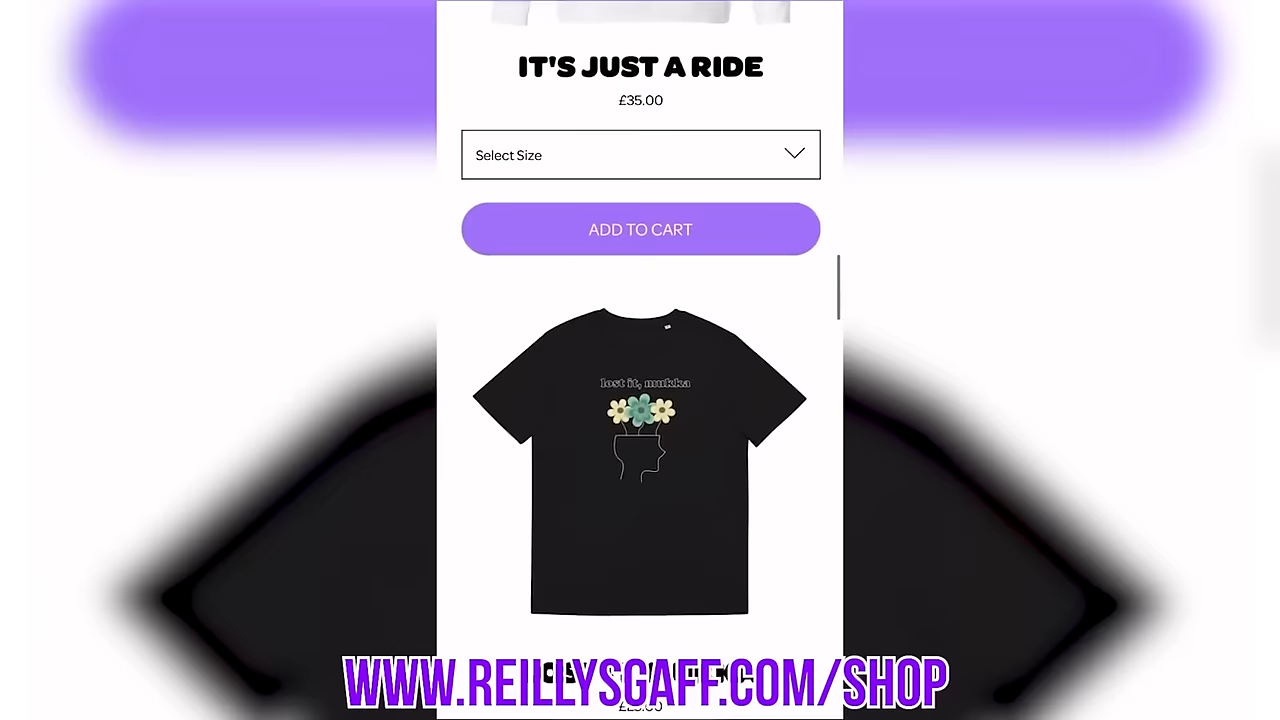 IT'S JUST A RIDE
£35.00
Select Size
ADD TO CART
lost it, mukka
WWW.REILLYSGAFF.COM/SHOP